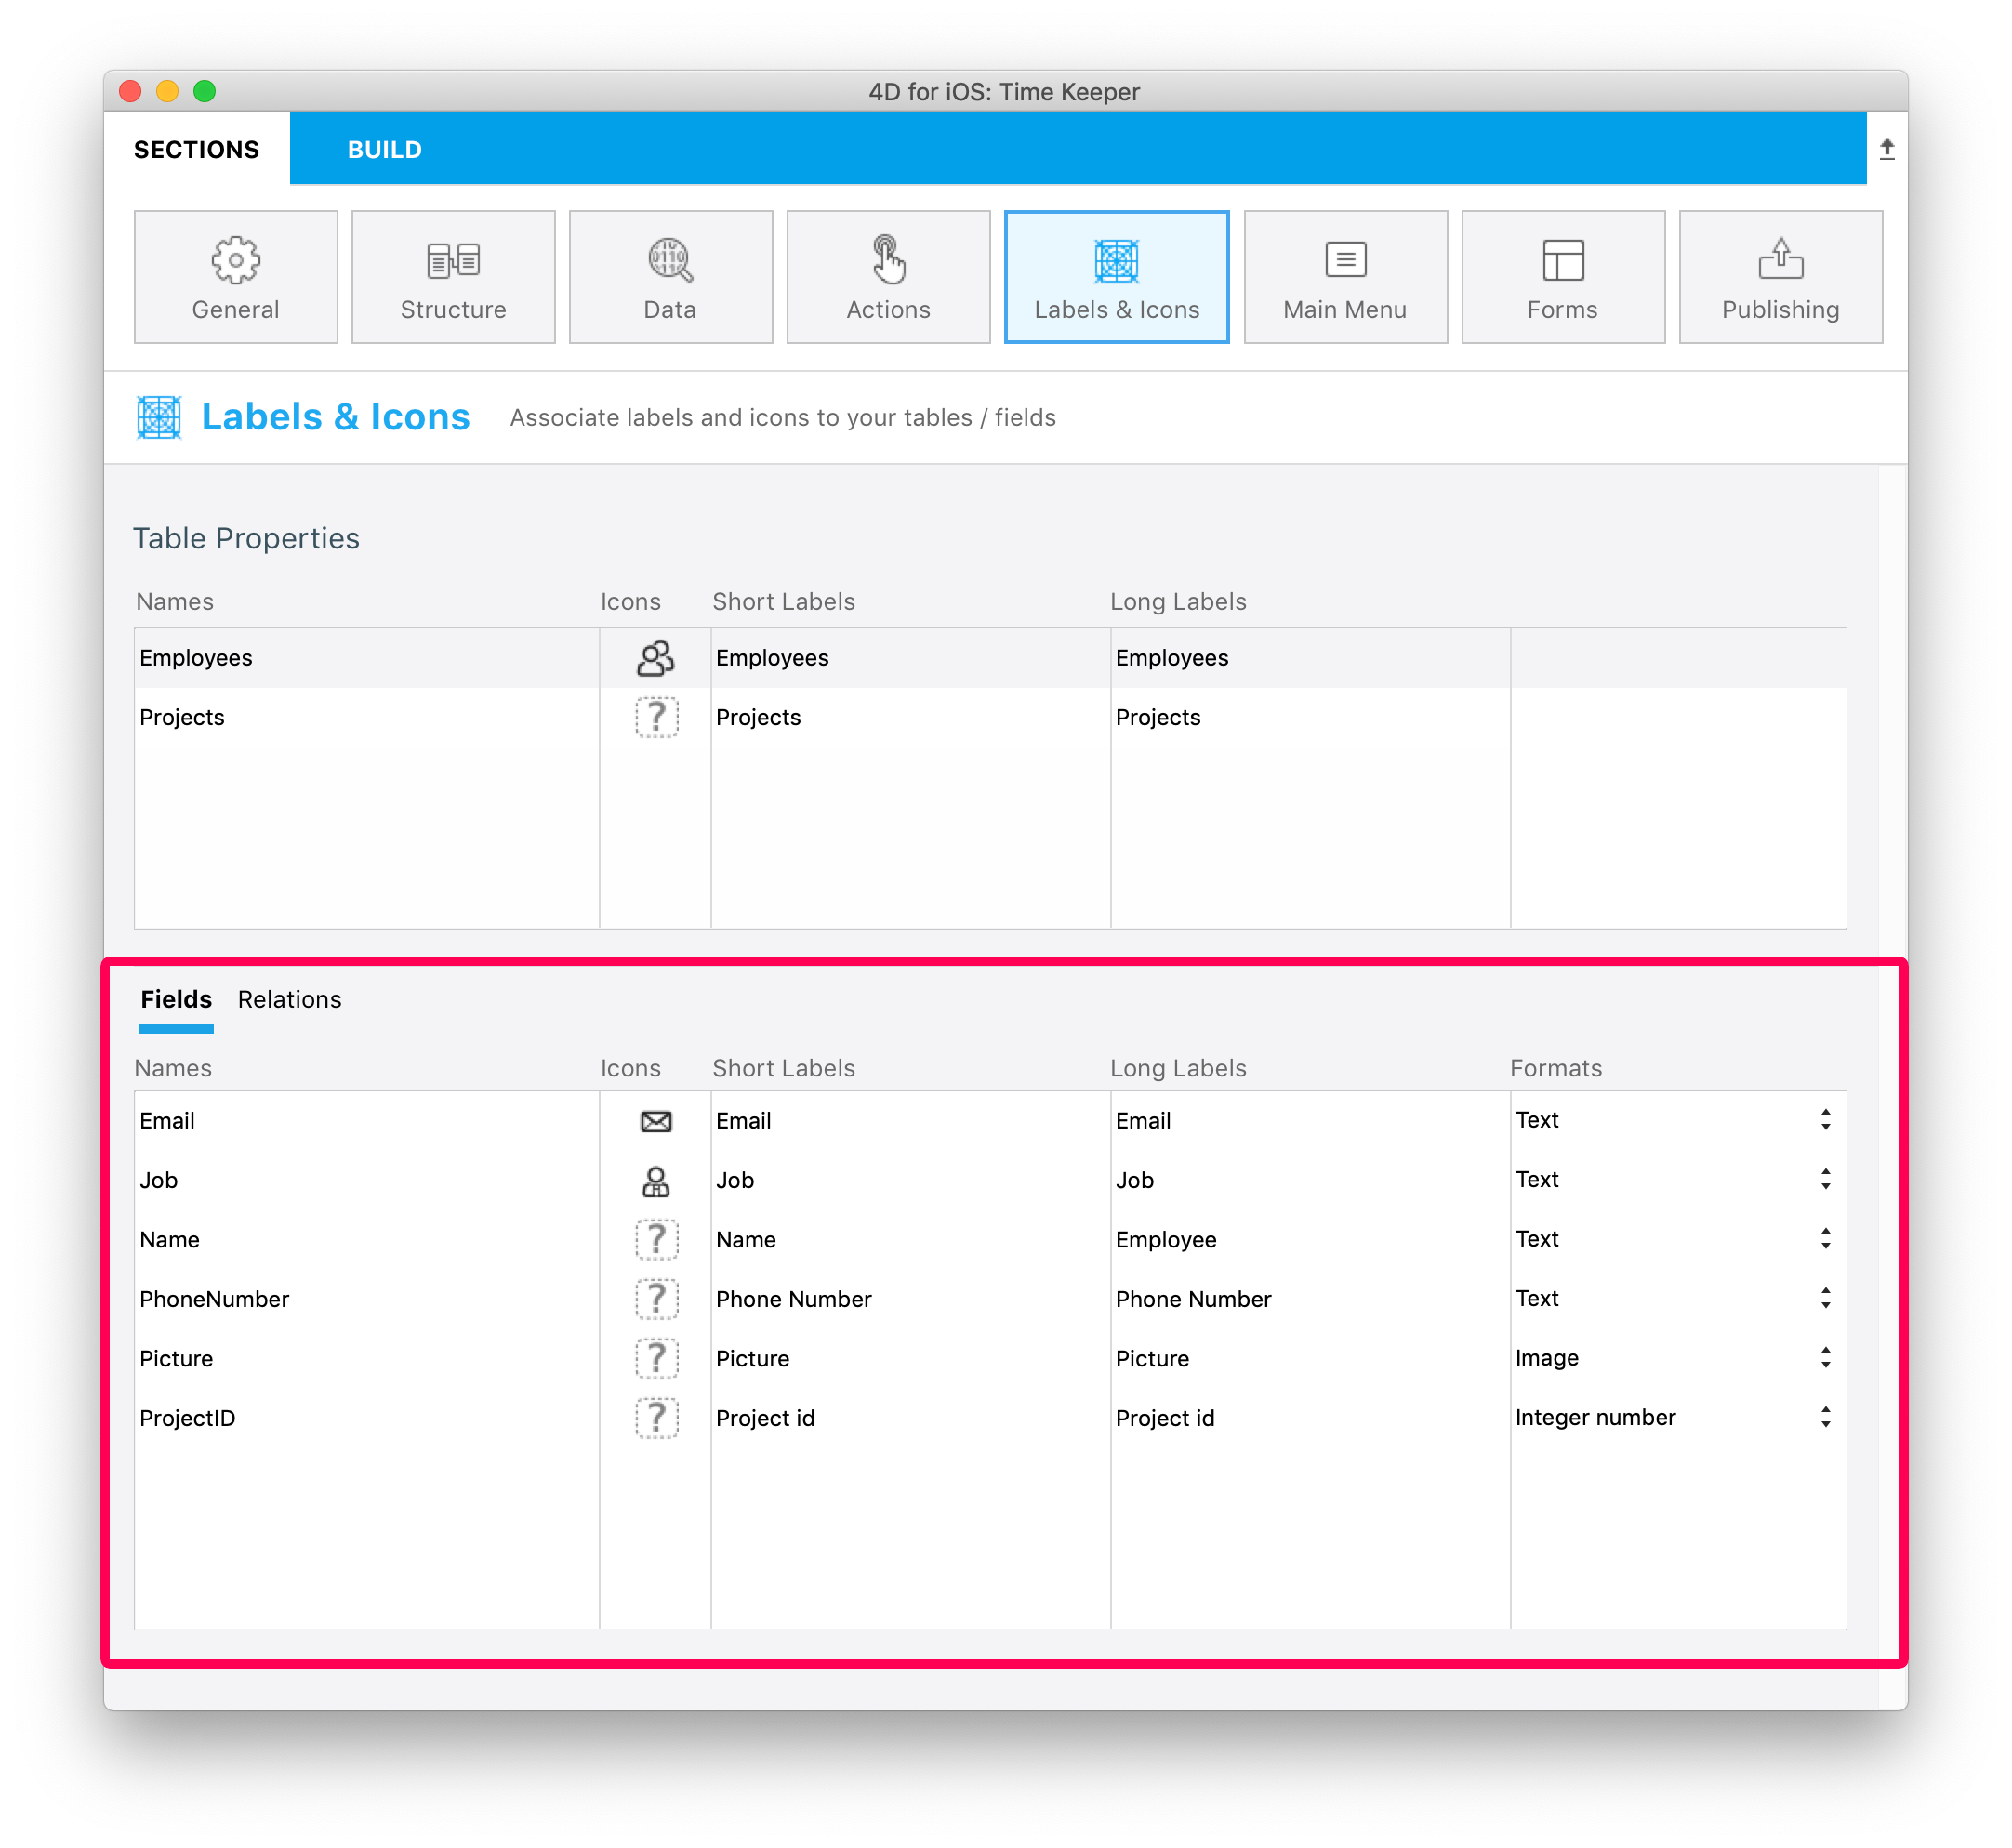 4D for iOS: Time Keeper
SECTIONS BUILD
General Structure Data Actions Labels & Icons Main Menu Forms Publishing
Labels & Icons Associate labels and icons to your tables / fields
Table Properties
Names Icons Short Labels Long Labels
Employees Employees Employees
Projects ? Projects Projects
Fields Relations
Names Icons Short Labels Long Labels Formats
Email Email Email Text
Job Job Job Text
Name ? Name Employee Text
PhoneNumber ? Phone Number Phone Number Text
Picture ? Picture Picture Image
ProjectID ? Project id Project id Integer number